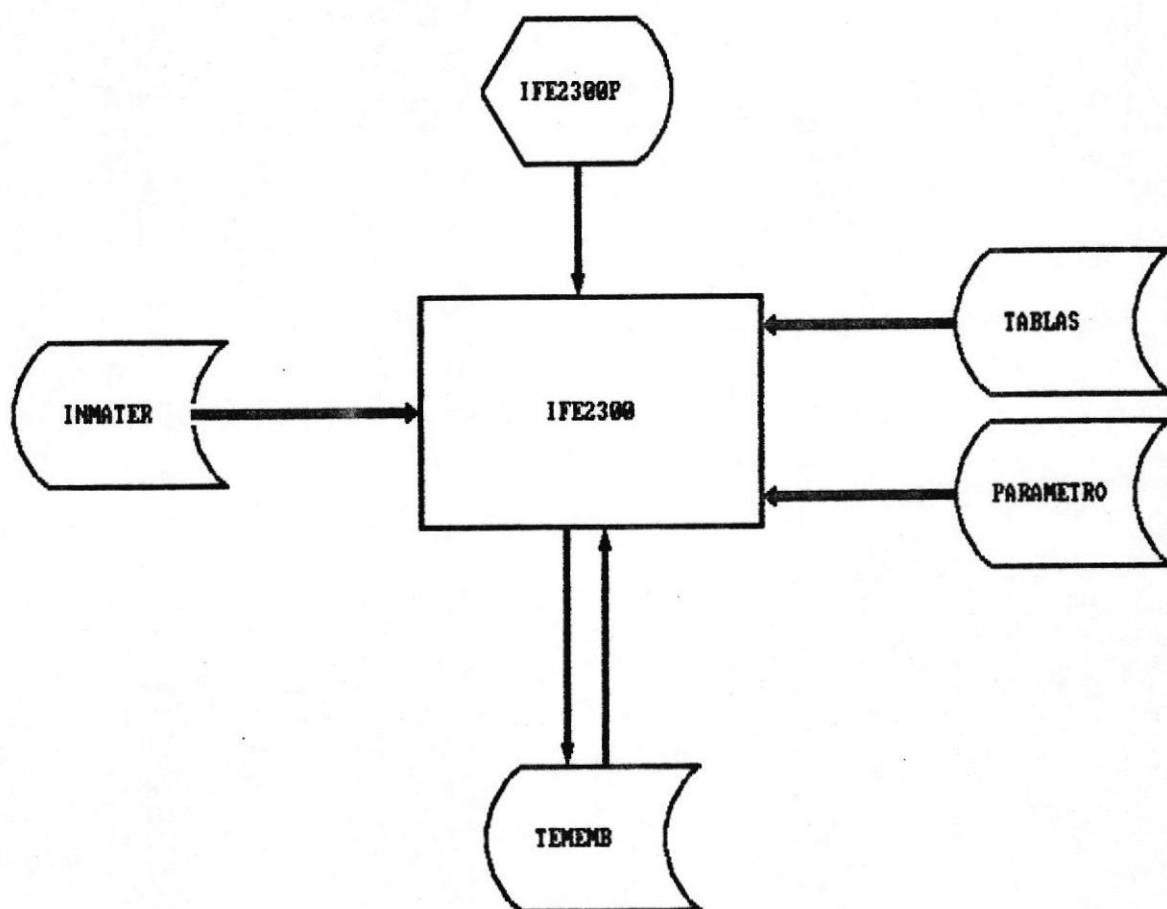 IFE2300P
TABLAS
INMATER
IFE2300
PARAMETRO
TEMEMB